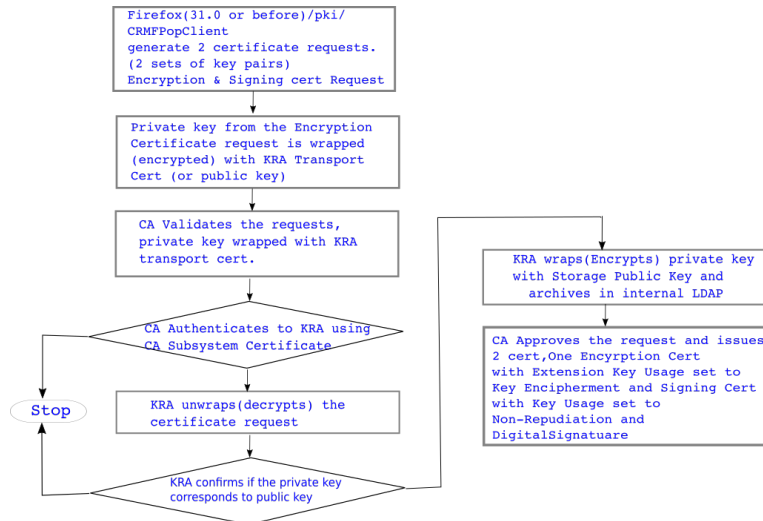 Firefox(31.0 or before)/pki/
CRMFPopClient
generate 2 certificate requests.
(2 sets of key pairs)
Encryption & Signing cert Request
Private key from the Encryption
Certificate request is wrapped
(encrypted) with KRA Transport
Cert (or public key)
CA Validates the requests,
private key wrapped with KRA
transport cert.
CA Authenticates to KRA using
CA Subsystem Certificate
Stop
KRA unwraps(decrypts) the
certificate request
KRA confirms if the private key
corresponds to public key
KRA wraps(Encrypts) private key
with Storage Public Key and
archives in internal LDAP
CA Approves the request and issues
2 cert,One Encyrption Cert
with Extension Key Usage set to
Key Encipherment and Signing Cert
with Key Usage set to
Non-Repudiation and
DigitalSignatuare